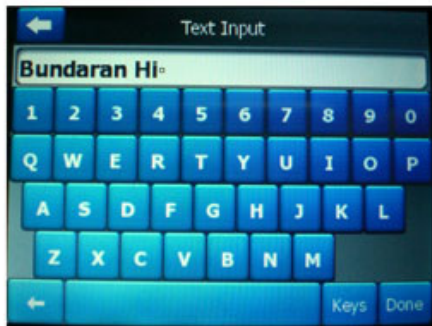 Text Input
Bundaran Hi
1 2 3 4 5 6 7 8 9 0
Q W E R T Y U I O P
A S D F G H J K L
Z X C V B N M
Keys Done